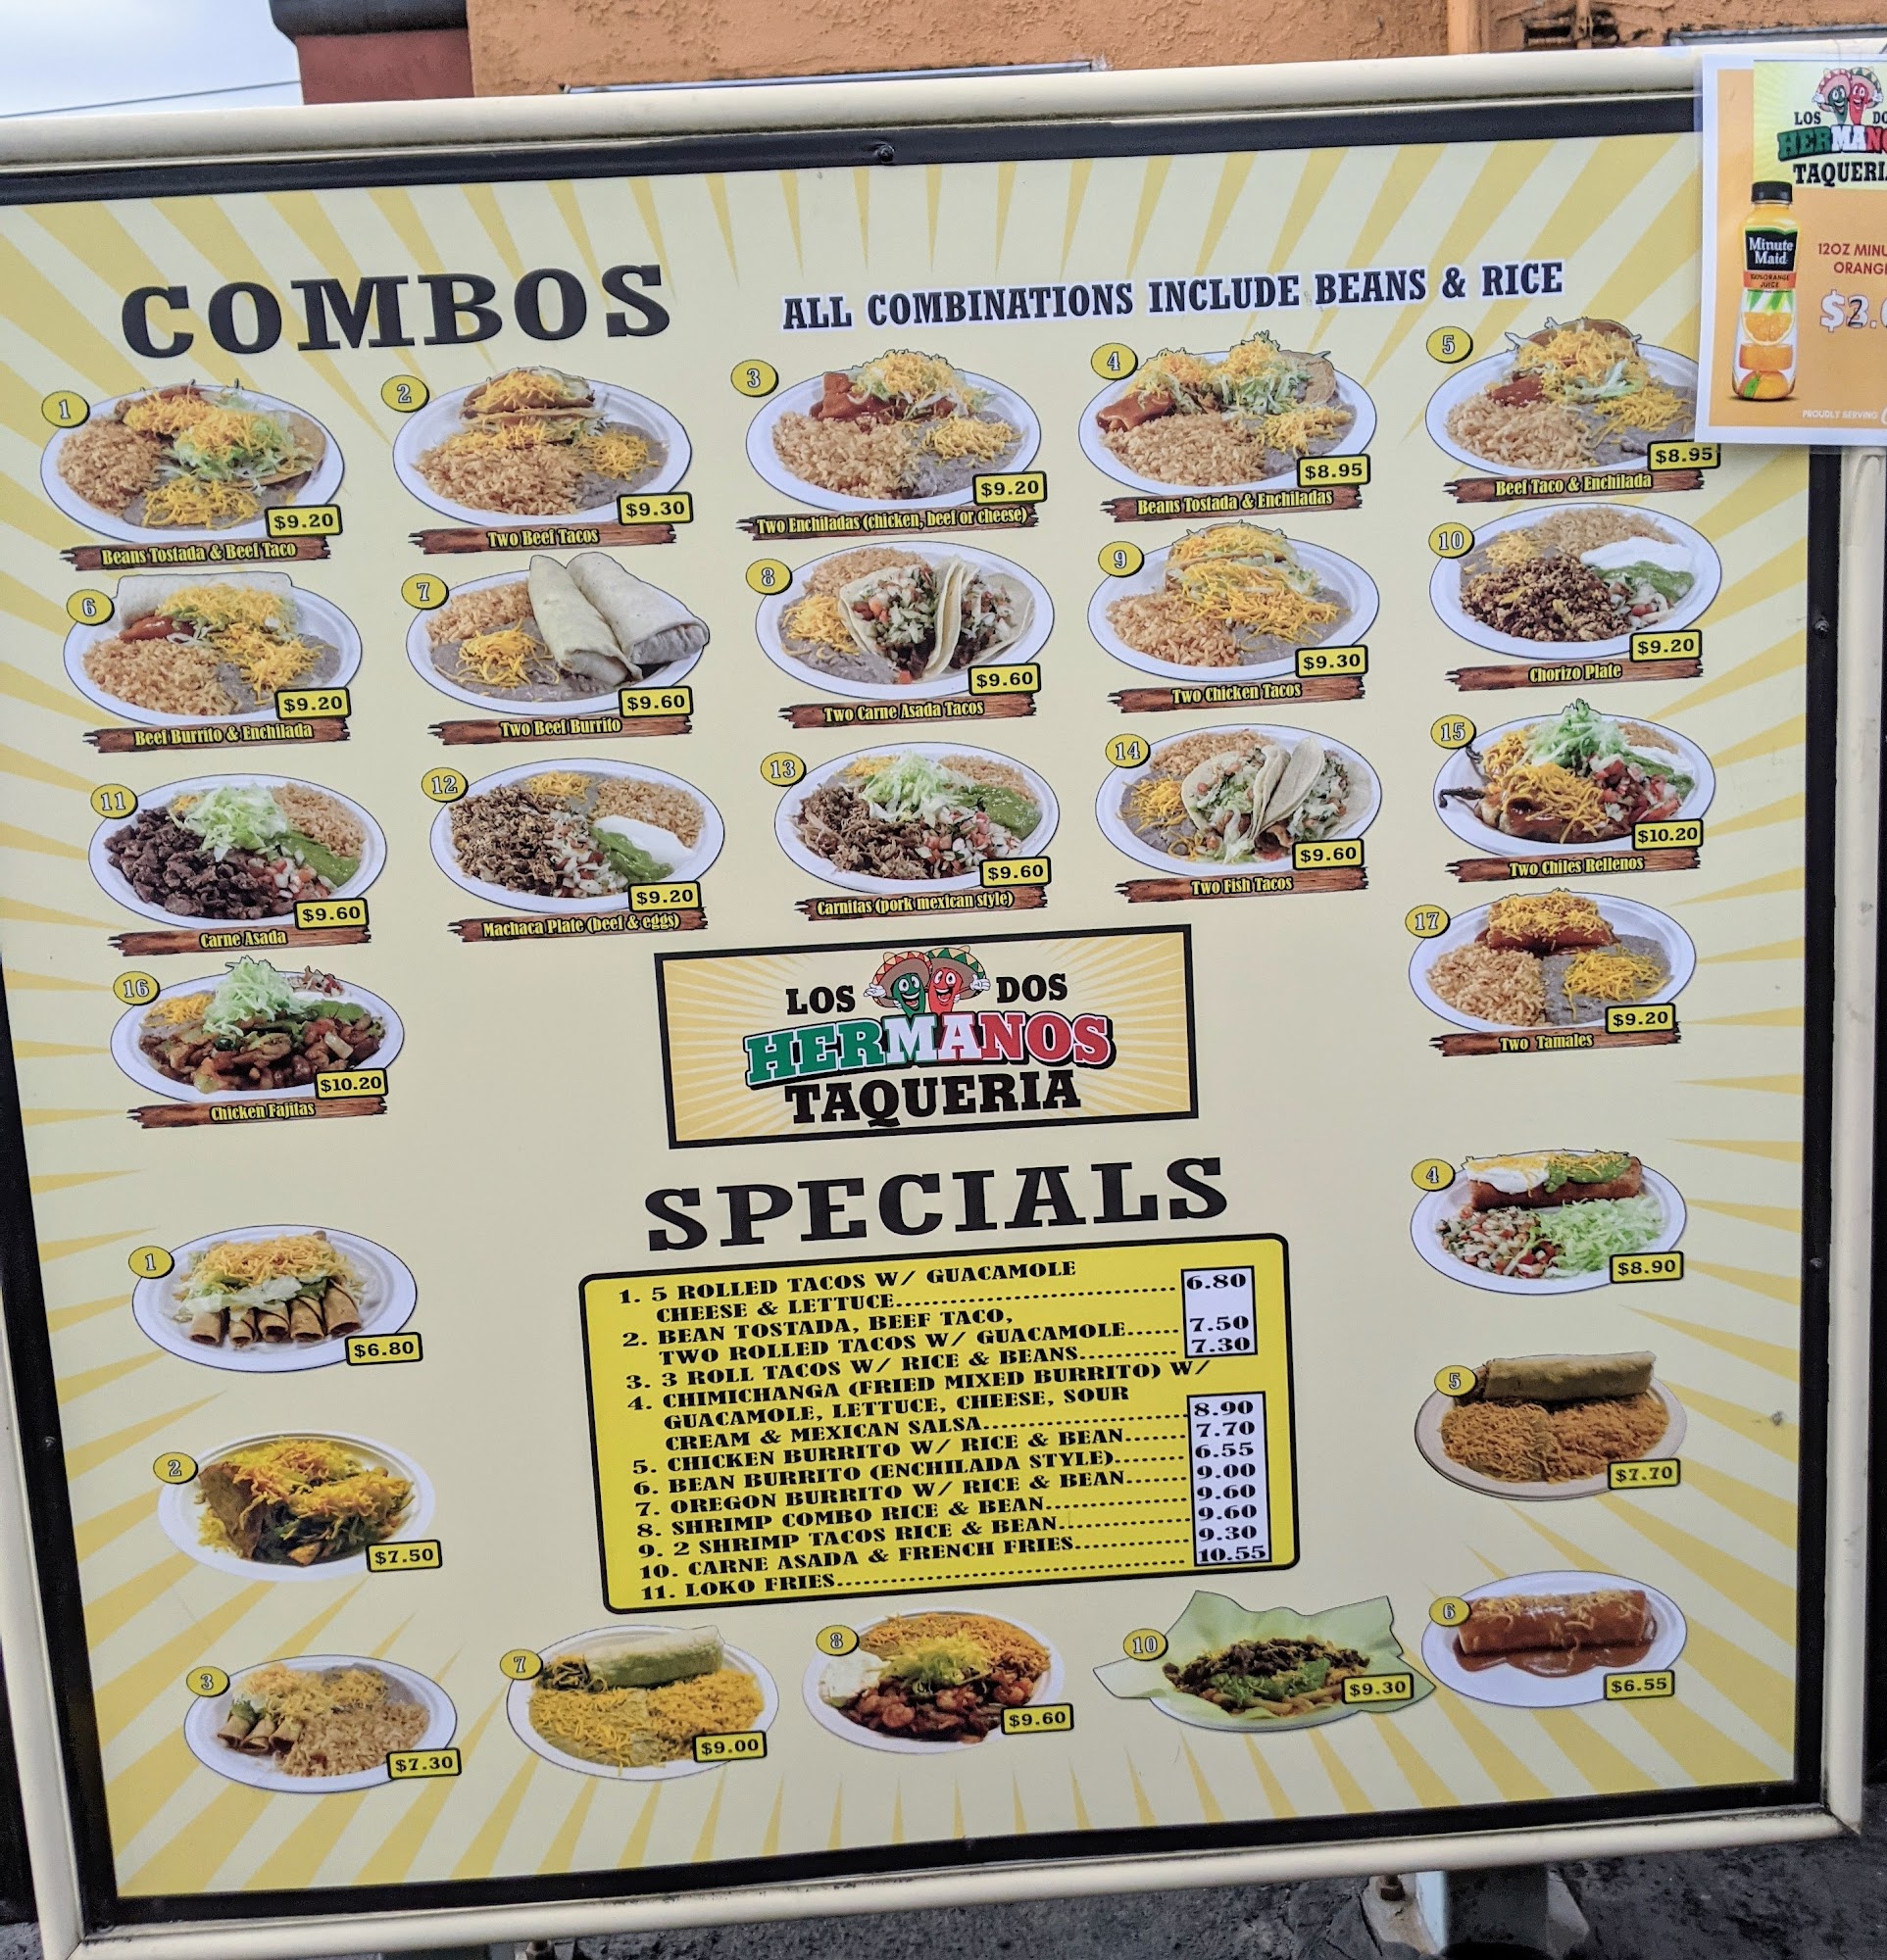 COMBOS
ALL COMBINATIONS INCLUDE BEANS & RICE
1
$9.20
Beans Tostada & Beef Taco
2
$9.30
Two Beef Tacos
3
$9.20
Two Enchiladas (chicken, beef or cheese)
4
$8.95
Beans Tostada & Enchiladas
5
$8.95
Beef Taco & Enchilada
6
$9.20
Beef Burrito & Enchilada
7
$9.60
Two Beef Burrito
8
$9.60
Two Carne Asada Tacos
9
$9.30
Two Chicken Tacos
10
$9.20
Chorizo Plate
11
$9.60
Carne Asada
12
$9.20
Machaca Plate (beef & eggs)
13
$9.60
Carnitas (pork mexican style)
14
$9.60
Two Fish Tacos
15
$10.20
Two Chiles Rellenos
16
$10.20
Chicken Fajitas
17
$9.20
Two Tamales
LOS DOS
HERMANOS
TAQUERIA
SPECIALS
1. 5 ROLLED TACOS W/ GUACAMOLE
CHEESE & LETTUCE 6.80
2. BEAN TOSTADA, BEEF TACO,
TWO ROLLED TACOS W/ GUACAMOLE 7.50
3. 3 ROLL TACOS W/ RICE & BEANS 7.30
4. CHIMICHANGA (FRIED MIXED BURRITO) W/
GUACAMOLE, LETTUCE, CHEESE, SOUR
CREAM & MEXICAN SALSA 8.90
5. CHICKEN BURRITO W/ RICE & BEAN 7.70
6. BEAN BURRITO (ENCHILADA STYLE) 6.55
7. OREGON BURRITO W/ RICE & BEAN 9.00
8. SHRIMP COMBO RICE & BEAN 9.60
9. 2 SHRIMP TACOS RICE & BEAN 9.60
10. CARNE ASADA & FRENCH FRIES 9.30
11. LOKO FRIES 10.55
1
$6.80
2
$7.50
3
$7.30
4
$8.90
5
$7.70
6
$6.55
7
$9.00
8
$9.60
10
$9.30
LOS
TAQUERI
Minute
Maid
JUICE
12OZ
PROUDLY SERVING